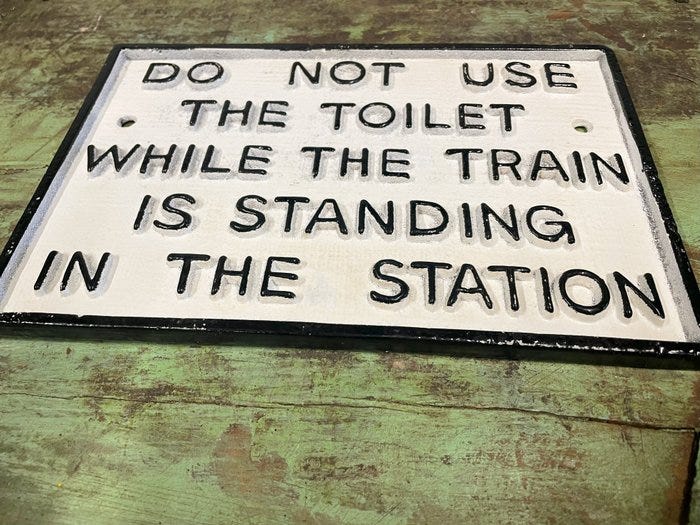 DO NOT USE
THE TOILET
WHILE THE TRAIN
IS STANDING
IN THE STATION